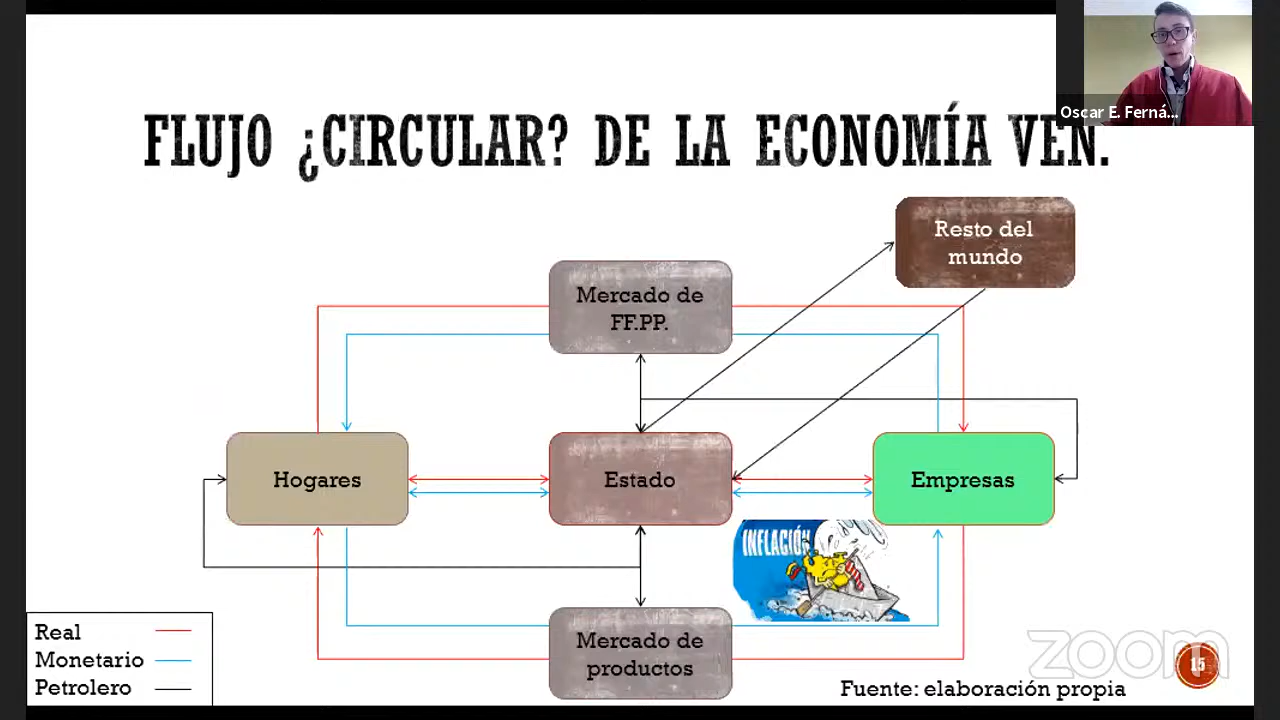 Oscar E. Ferná...
FLUJO ¿CIRCULAR? DE LA ECONOMÍA VEN.
Resto del
mundo
Mercado de
FF.PP.
Hogares
Estado
Empresas
INFLACIÓN
Mercado de
productos
Real
Monetario
Petrolero
zoom
15
Fuente: elaboración propia